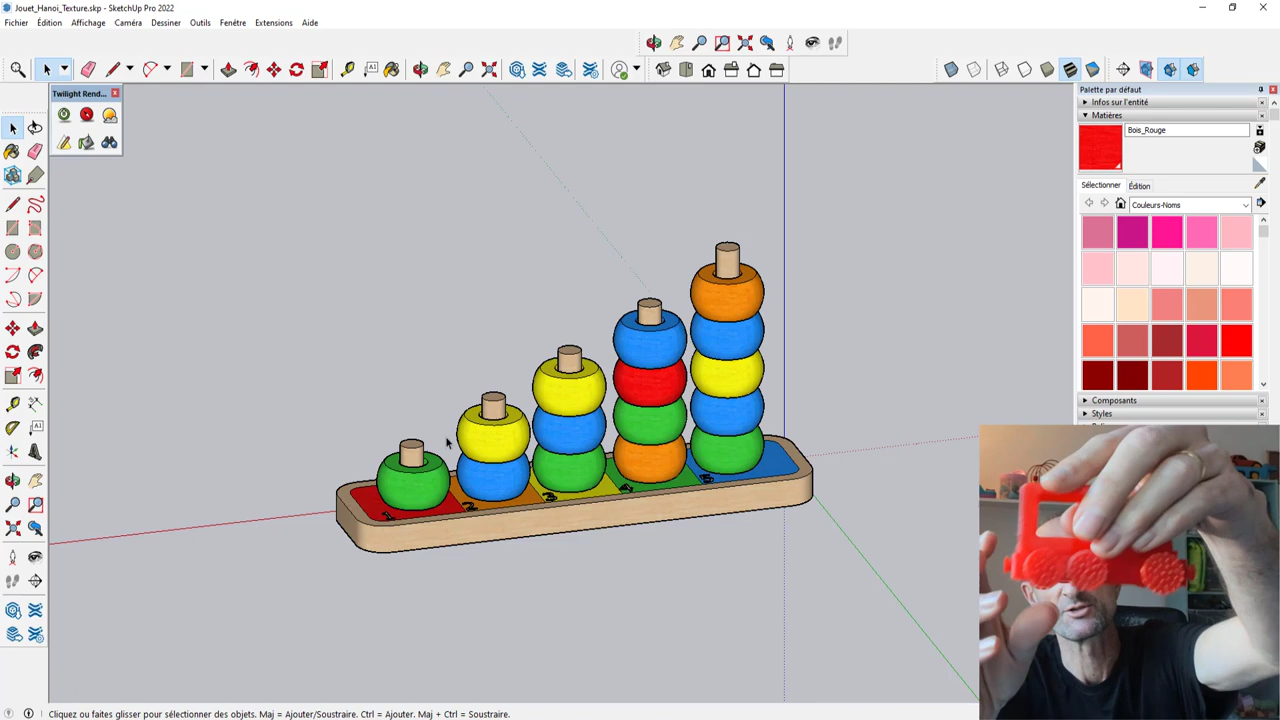 Jouet_Hanoi_Texture.skp - SketchUp Pro 2022
Fichier Édition Affichage Caméra Dessiner Outils Fenêtre Extensions Aide
Twilight Rend...
Palette par défaut
Infos sur l'entité
Matières
Bois_Rouge
Sélectionner Édition
Couleurs-Noms
Composants
Styles
1 2 3 4 5
Cliquez ou faites glisser pour sélectionner des objets. Maj = Ajouter/Soustraire. Ctrl = Ajouter. Maj + Ctrl = Soustraire.